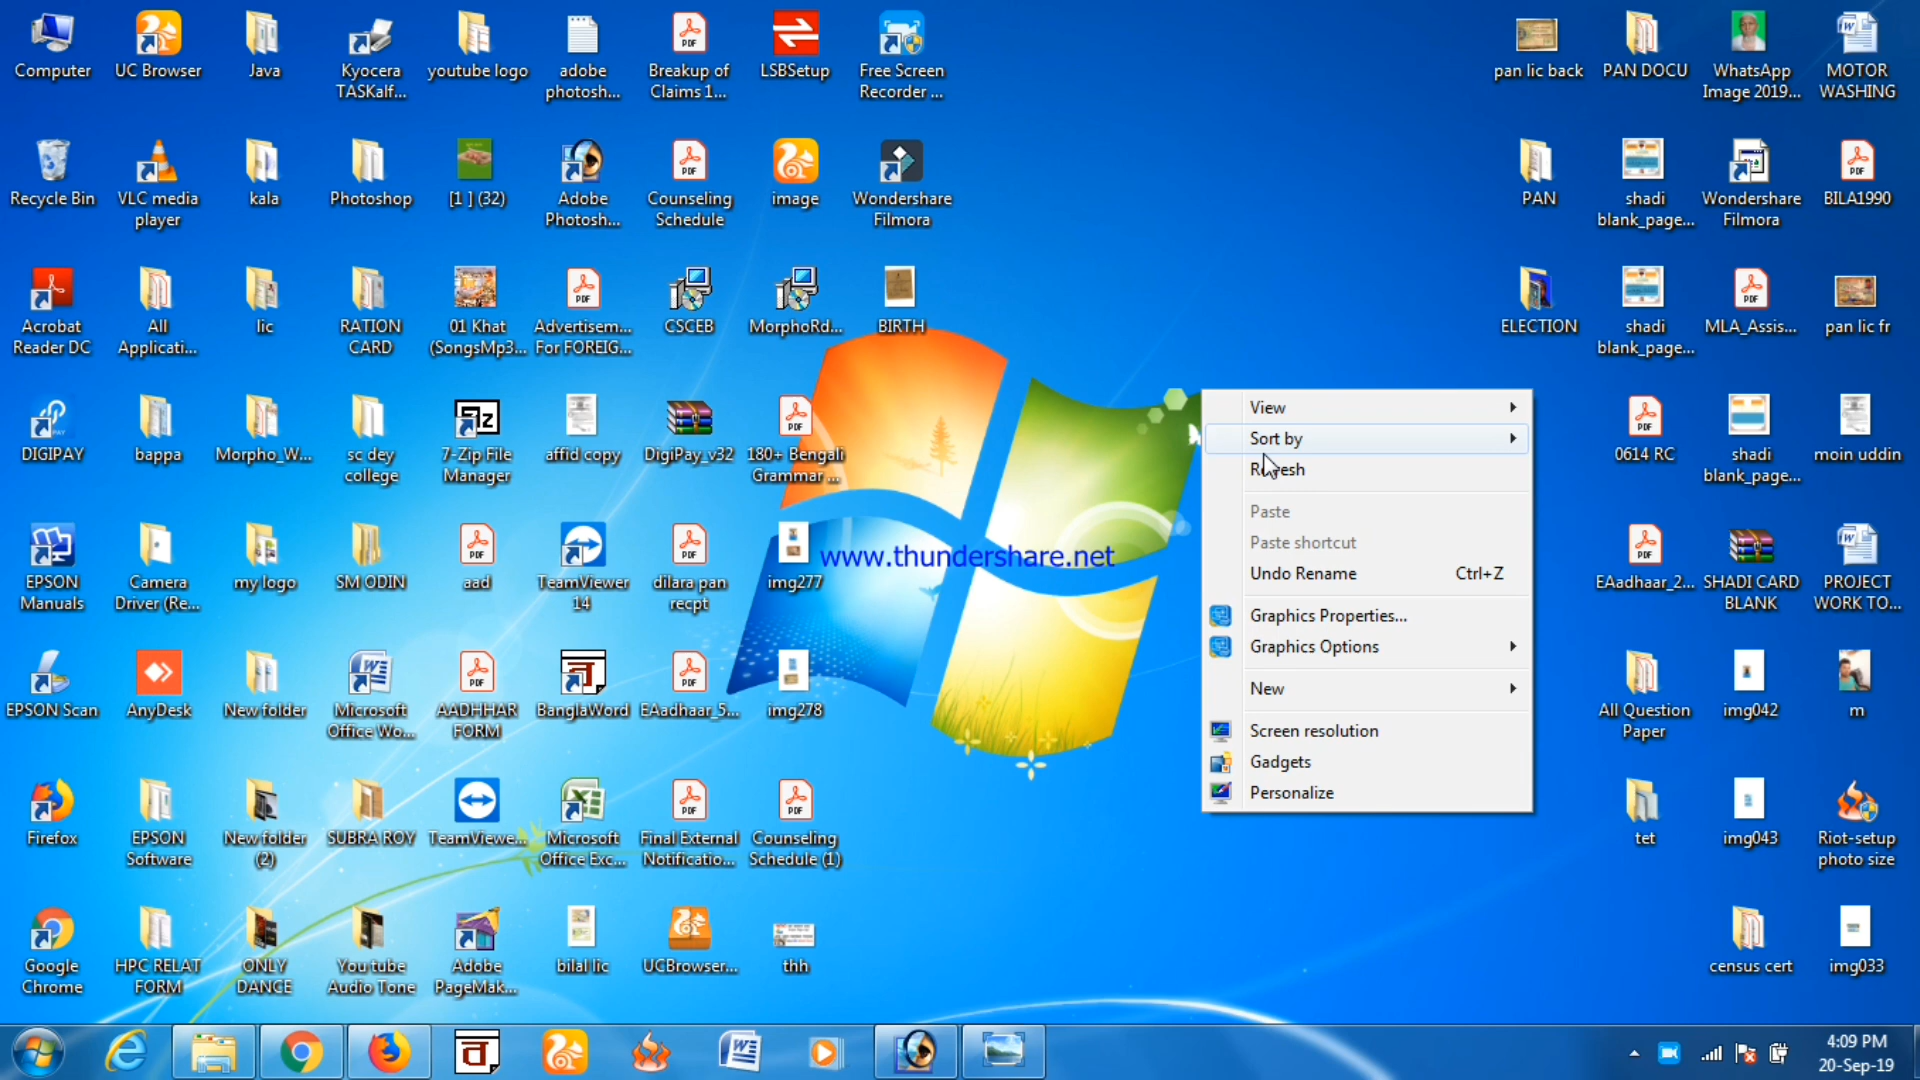 Computer
UC Browser
Java
Kyocera
TASKalf...
youtube logo
adobe
photosh...
Breakup of
Claims 1...
LSBSetup
Free Screen
Recorder ...
pan lic back
PAN DOCU
WhatsApp
Image 2019...
MOTOR
WASHING
Recycle Bin
VLC media
player
kala
Photoshop
[1 ] (32)
Adobe
Photosh...
Counseling
Schedule
image
Wondershare
Filmora
PAN
shadi
blank_page...
Wondershare
Filmora
BILA1990
Acrobat
Reader DC
All
Applicati...
lic
RATION
CARD
01 Khat
(SongsMp3...
Advertisem...
For FOREIG...
CSCEB
MorphoRd...
BIRTH
ELECTION
shadi
blank_page...
MLA_Assis...
pan lic fr
DIGIPAY
bappa
Morpho_W...
sc dey
college
7-Zip File
Manager
affid copy
DigiPay_v32
180+ Bengali
Grammar ...
0614 RC
shadi
blank_page...
moin uddin
EPSON
Manuals
Camera
Driver (Re...
my logo
SM ODIN
aad
TeamViewer
14
dilara pan
recpt
img277
www.thundershare.net
EAadhaar_2...
SHADI CARD
BLANK
PROJECT
WORK TO...
EPSON Scan
AnyDesk
New folder
Microsoft
Office Wo...
AADHHAR
FORM
BanglaWord
EAadhaar_5...
img278
All Question
Paper
img042
m
Firefox
EPSON
Software
New folder
(2)
SUBRA ROY
TeamViewe...
Microsoft
Office Exc...
Final External
Notificatio...
Counseling
Schedule (1)
tet
img043
Riot-setup
photo size
Google
Chrome
HPC RELAT
FORM
ONLY
DANCE
You tube
Audio Tone
Adobe
PageMak...
bilal lic
UCBrowser...
thh
census cert
img033
View
Sort by
Refresh
Paste
Paste shortcut
Undo Rename Ctrl+Z
Graphics Properties...
Graphics Options
New
Screen resolution
Gadgets
Personalize
4:09 PM
20-Sep-19